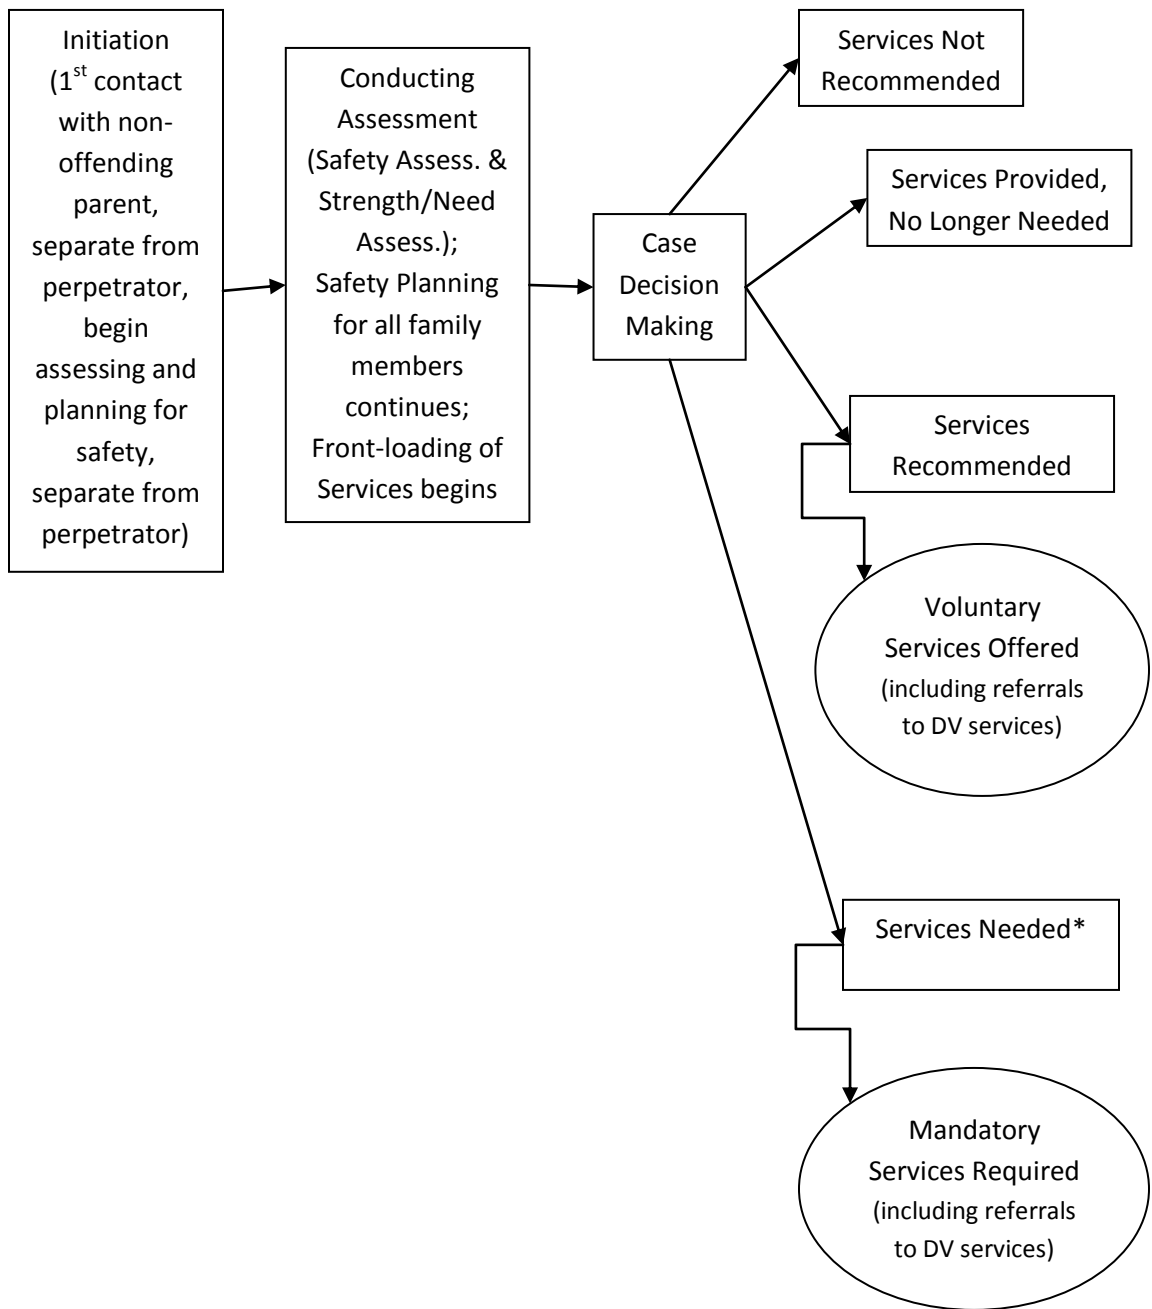 Initiation
(1st contact
with non-
offending
parent,
separate from
perpetrator,
begin
assessing and
planning for
safety,
separate from
perpetrator)
Conducting
Assessment
(Safety Assess. &
Strength/Need
Assess.);
Safety Planning
for all family
members
continues;
Front-loading of
Services begins
Case
Decision
Making
Services Not
Recommended
Services Provided,
No Longer Needed
Services
Recommended
Voluntary
Services Offered
(including referrals
to DV services)
Services Needed*
Mandatory
Services Required
(including referrals
to DV services)